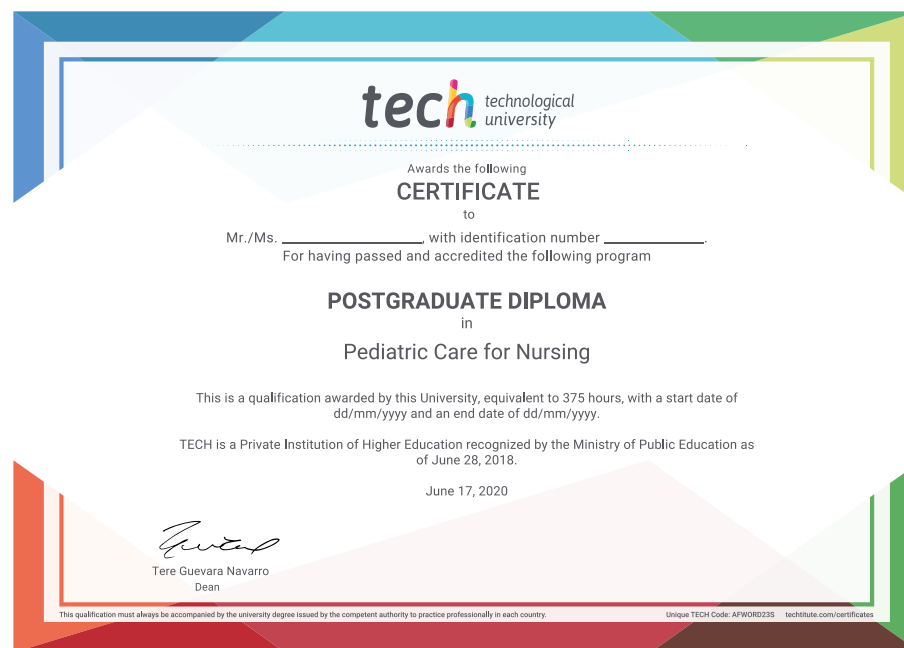 tech technological
university
Awards the following
CERTIFICATE
to
Mr./Ms. ____________________, with identification number ______________.
For having passed and accredited the following program
POSTGRADUATE DIPLOMA
in
Pediatric Care for Nursing
This is a qualification awarded by this University, equivalent to 375 hours, with a start date of
dd/mm/yyyy and an end date of dd/mm/yyyy.
TECH is a Private Institution of Higher Education recognized by the Ministry of Public Education as
of June 28, 2018.
June 17, 2020
Tere Guevara Navarro
Dean
This qualification must always be accompanied by the university degree issued by the competent authority to practice professionally in each country. Unique TECH Code: AFWORD23S techtitute.com/certificates